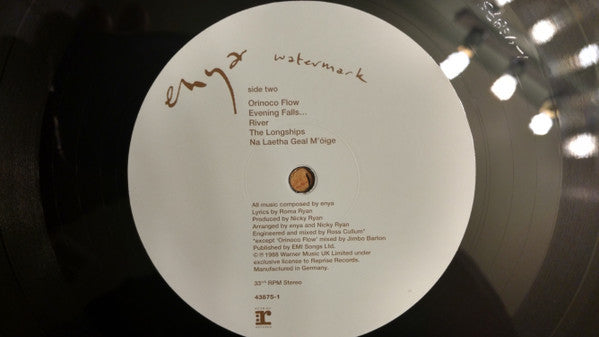 enya watermark
side two
Orinoco Flow
Evening Falls...
River
The Longships
Na Laetha Geal M'óige
All music composed by enya
Lyrics by Roma Ryan
Produced by Nicky Ryan
Arranged by enya and Nicky Ryan
Engineered and mixed by Ross Cullum*
*except 'Orinoco Flow' mixed by Jimbo Barton
Published by EMI Songs Ltd.
© ℗ 1988 Warner Music UK Limited under
exclusive license to Reprise Records.
Manufactured in Germany.
33⅓ RPM Stereo
43875-1
r